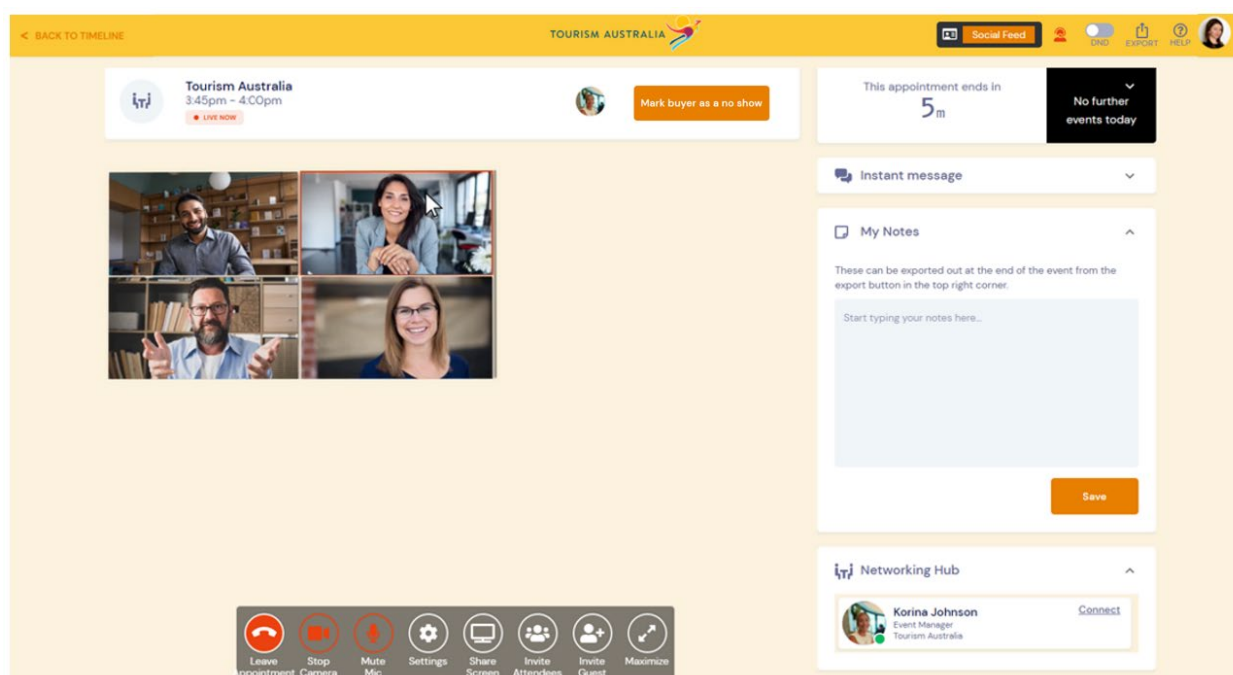 < BACK TO TIMELINE
TOURISM AUSTRALIA
Social Feed
DND
EXPORT
HELP
Tourism Australia
3:45pm - 4:00pm
LIVE NOW
Mark buyer as a no show
This appointment ends in
5m
No further
events today
Instant message
My Notes
These can be exported out at the end of the event from the
export button in the top right corner.
Start typing your notes here...
Save
Networking Hub
Korina Johnson
Event Manager
Tourism Australia
Connect
Leave
Appointment
Stop
Camera
Mute
Mic
Settings
Share
Screen
Invite
Attendees
Invite
Guest
Maximize